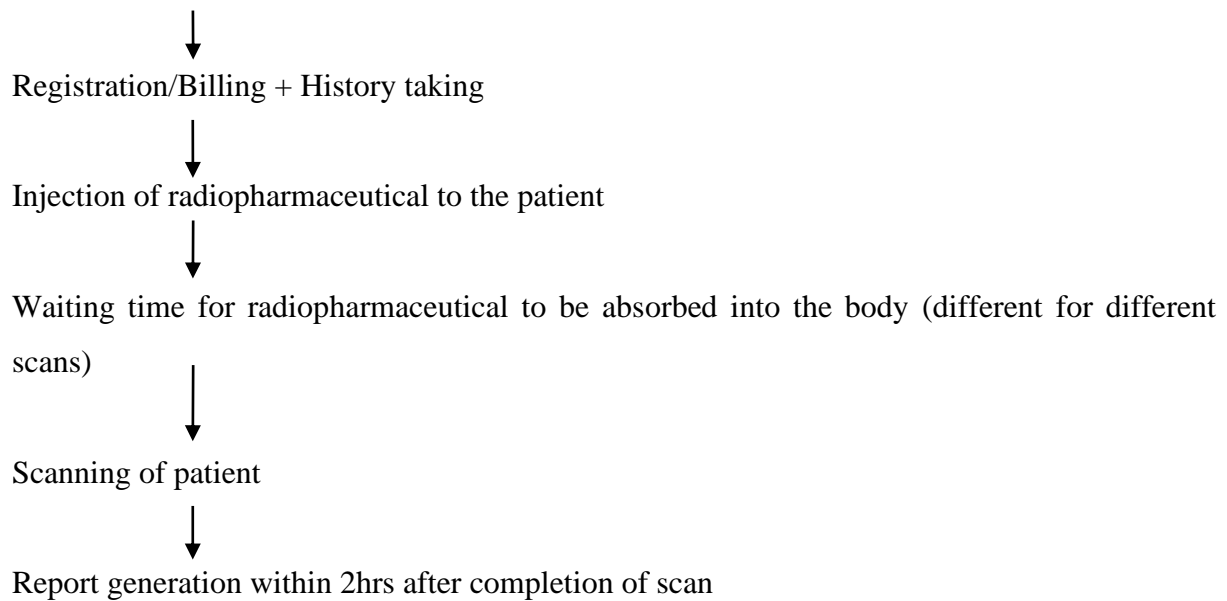 Registration/Billing + History taking
Injection of radiopharmaceutical to the patient
Waiting time for radiopharmaceutical to be absorbed into the body (different for different
scans)
Scanning of patient
Report generation within 2hrs after completion of scan